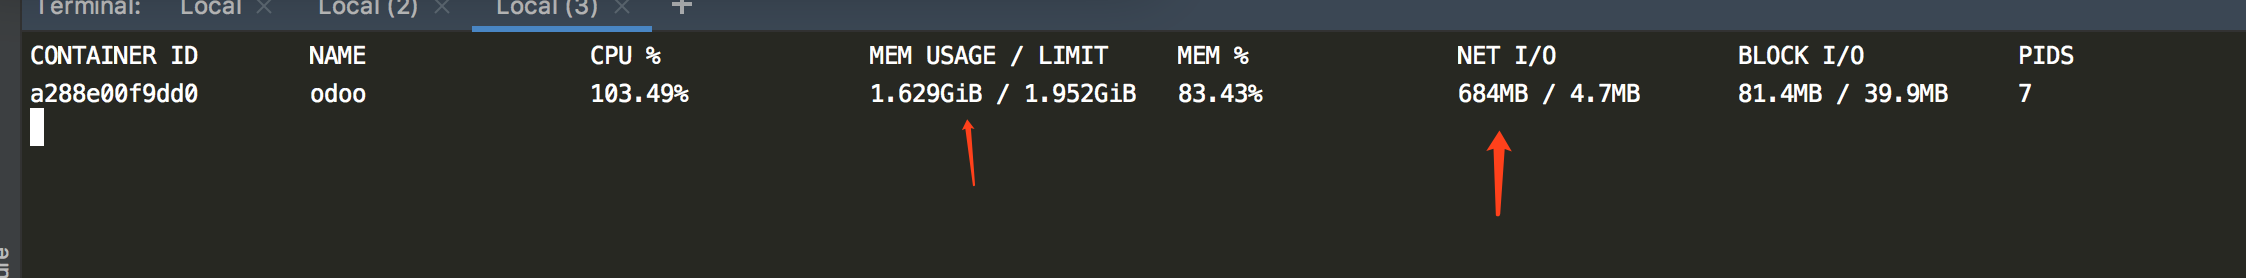 Terminal: Local × Local (2) × Local (3) × +
CONTAINER ID NAME CPU % MEM USAGE / LIMIT MEM % NET I/O BLOCK I/O PIDS
a288e00f9dd0 odoo 103.49% 1.629GiB / 1.952GiB 83.43% 684MB / 4.7MB 81.4MB / 39.9MB 7